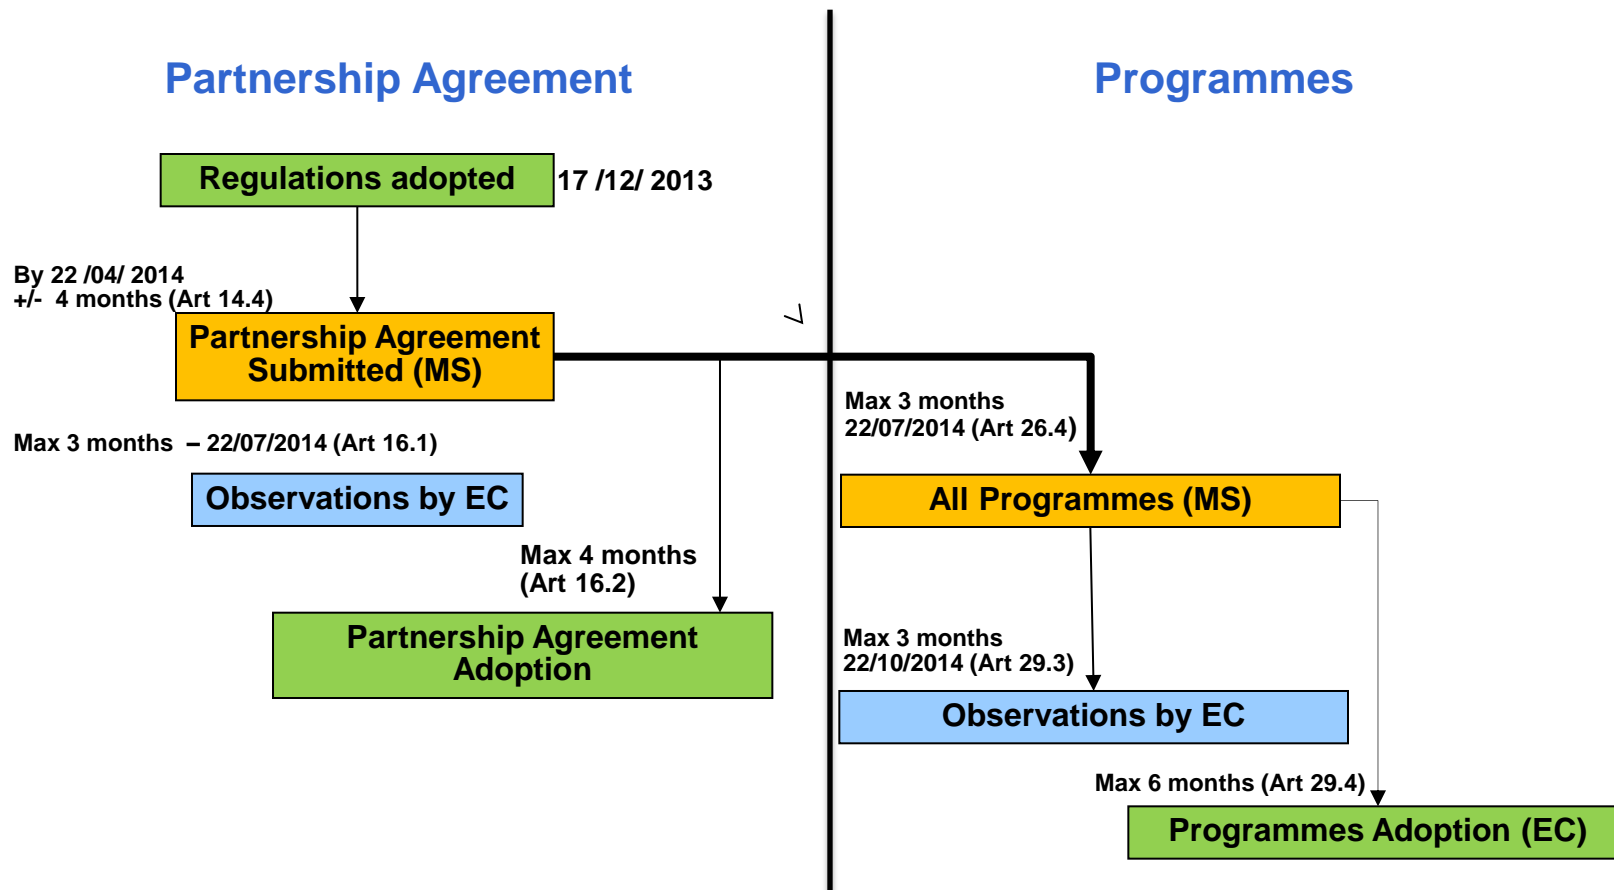 Partnership Agreement
Regulations adopted
17 /12/ 2013
By 22 /04/ 2014
+/-  4 months (Art 14.4)
Partnership Agreement
Submitted (MS)
Max 3 months  – 22/07/2014 (Art 16.1)
Observations by EC
Max 4 months
(Art 16.2)
Partnership Agreement
Adoption
Programmes
Max 3 months
22/07/2014 (Art 26.4)
All Programmes (MS)
Max 3 months
22/10/2014 (Art 29.3)
Observations by EC
Max 6 months (Art 29.4)
Programmes Adoption (EC)